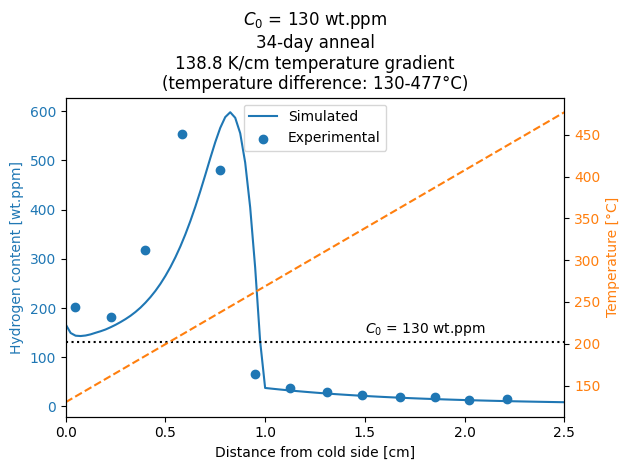 C₀ = 130 wt.ppm
34-day anneal
138.8 K/cm temperature gradient
(temperature difference: 130-477°C)
Simulated
Experimental
Hydrogen content [wt.ppm]
600
500
400
300
200
100
0
C₀ = 130 wt.ppm
450
400
350
300
250
200
150
Temperature [°C]
0.0 0.5 1.0 1.5 2.0 2.5
Distance from cold side [cm]